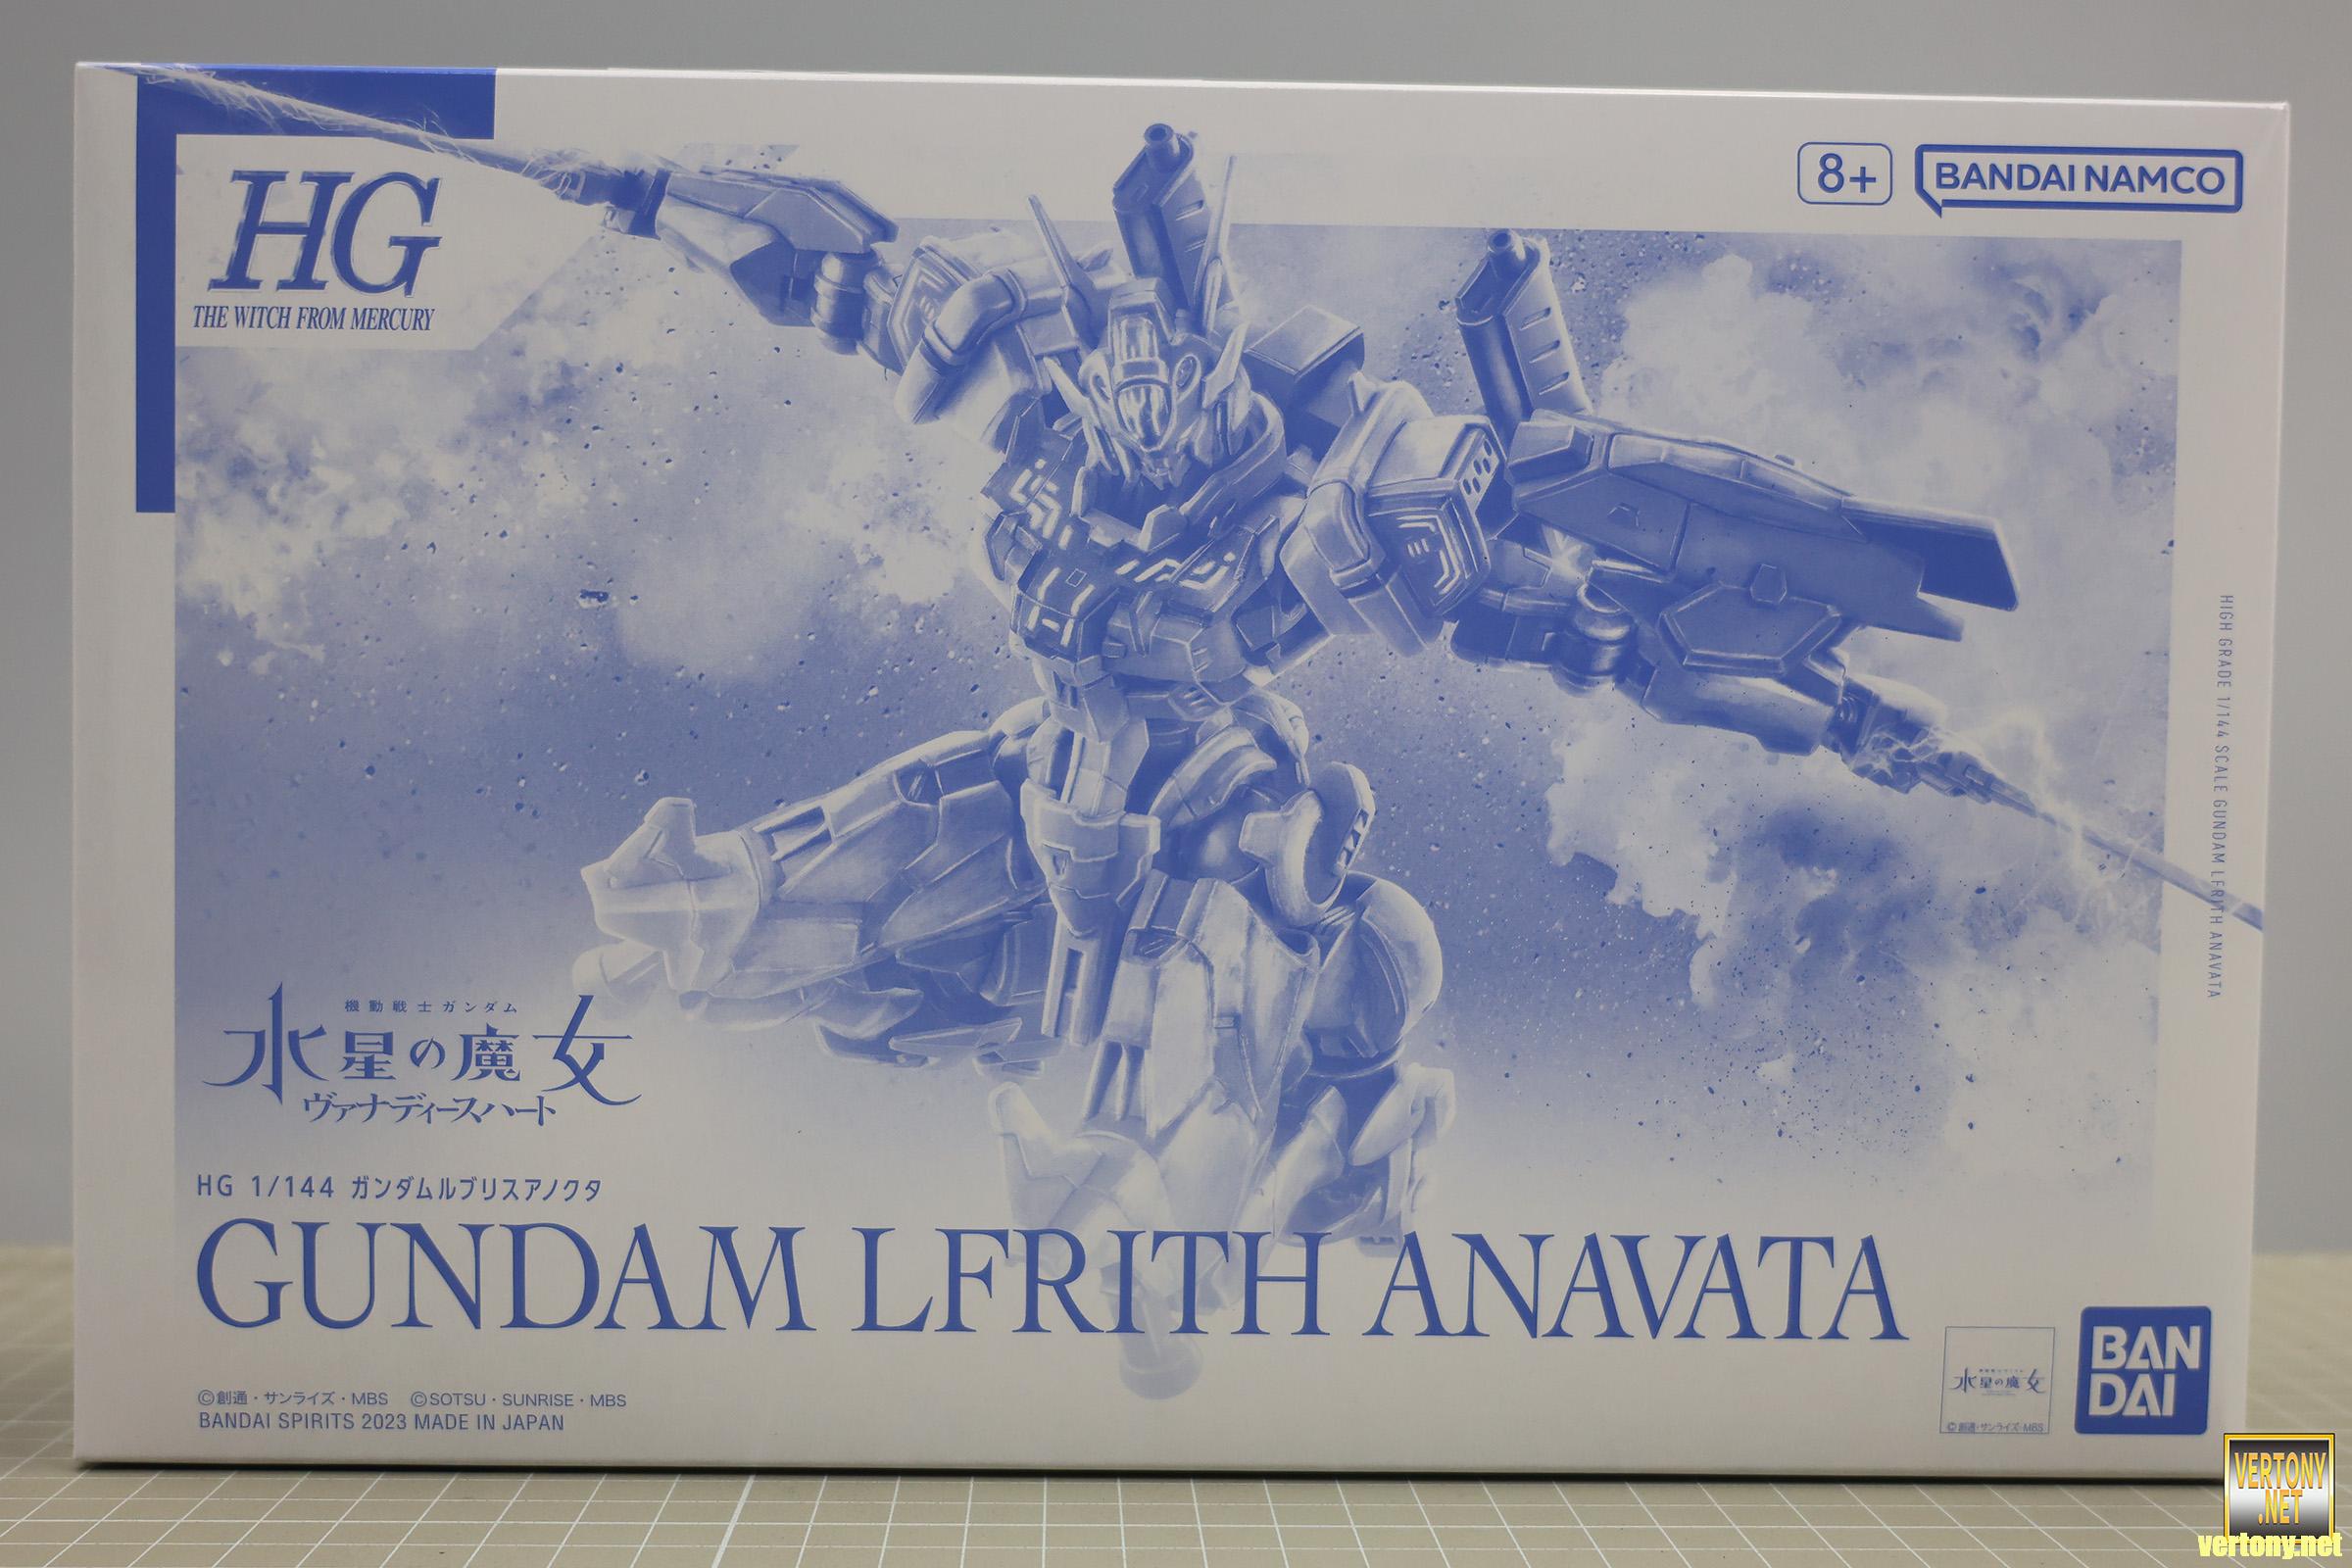 HG
THE WITCH FROM MERCURY
8+
BANDAI NAMCO
HIGH GRADE 1/144 SCALE GUNDAM LFRITH ANAVATA
機動戦士ガンダム
水星の魔女
ヴァナディースハート
HG 1/144 ガンダムルブリスアノクタ
GUNDAM LFRITH ANAVATA
©創通・サンライズ・MBS ©SOTSU・SUNRISE・MBS
BANDAI SPIRITS 2023 MADE IN JAPAN
水星の魔女
©創通・サンライズ・MBS
BAN
DAI
VERTONY
.NET
vertony.net